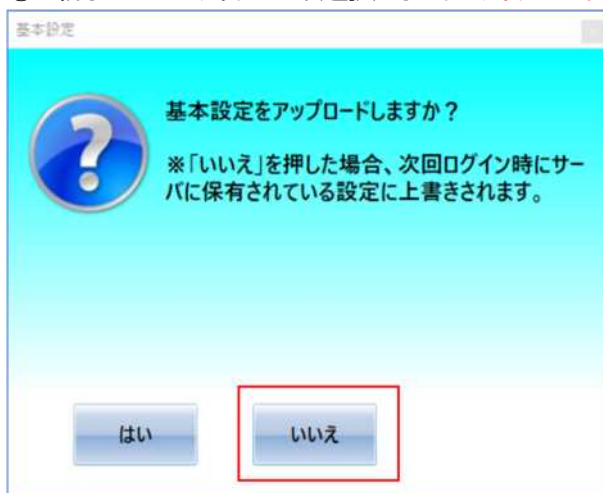 基本設定
基本設定をアップロードしますか？
※「いいえ」を押した場合、次回ログイン時にサー
バに保有されている設定に上書きされます。
はい
いいえ